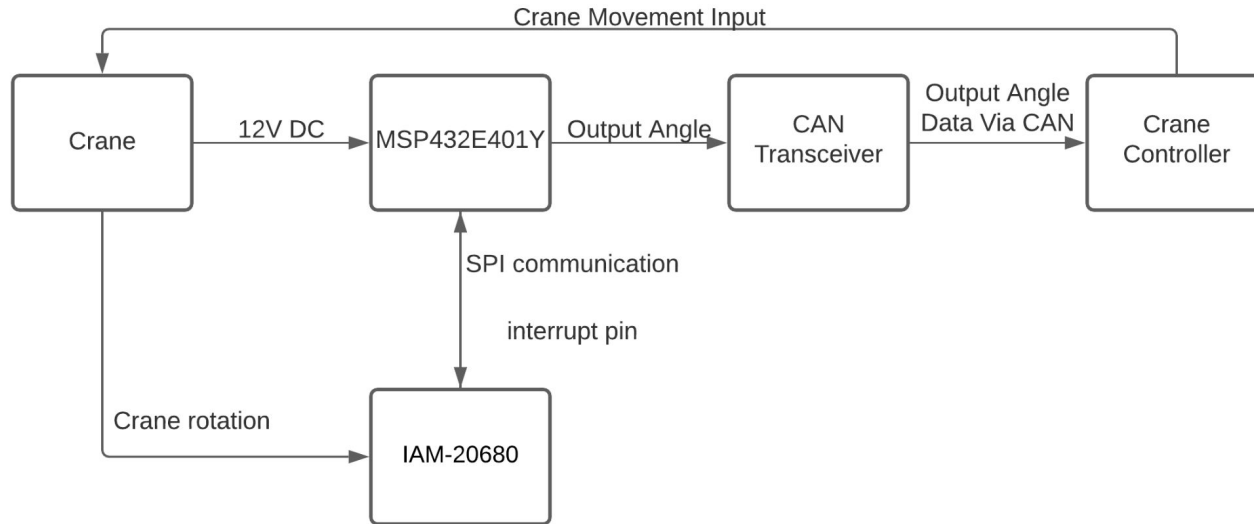 Crane Movement Input
Crane
12V DC
MSP432E401Y
Output Angle
CAN
Transceiver
Output Angle
Data Via CAN
Crane
Controller
SPI communication
interrupt pin
Crane rotation
IAM-20680